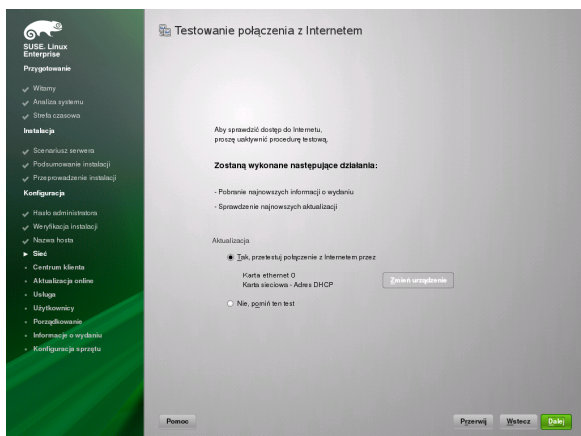 SUSE. Linux
Enterprise
Przygotowanie
Witamy
Analiza systemu
Strefa czasowa
Instalacja
Scenariusz serwera
Podsumowanie instalacji
Przeprowadzenie instalacji
Konfiguracja
Hasło administratora
Weryfikacja instalacji
Nazwa hosta
Sieć
Centrum klienta
Aktualizacja online
Usługa
Użytkownicy
Porządkowanie
Informacje o wydaniu
Konfiguracja sprzętu
Testowanie połączenia z Internetem
Aby sprawdzić dostęp do Internetu,
proszę uaktywnić procedurę testową.
Zostaną wykonane następujące działania:
- Pobranie najnowszych informacji o wydaniu
- Sprawdzenie najnowszych aktualizacji
Aktualizacja
Tak, przetestuj połączenie z Internetem przez
Karta ethernet 0
Karta sieciowa - Adres DHCP
Zmień urządzenie
Nie, pomiń ten test
Pomoc
Przerwij
Wstecz
Dalej